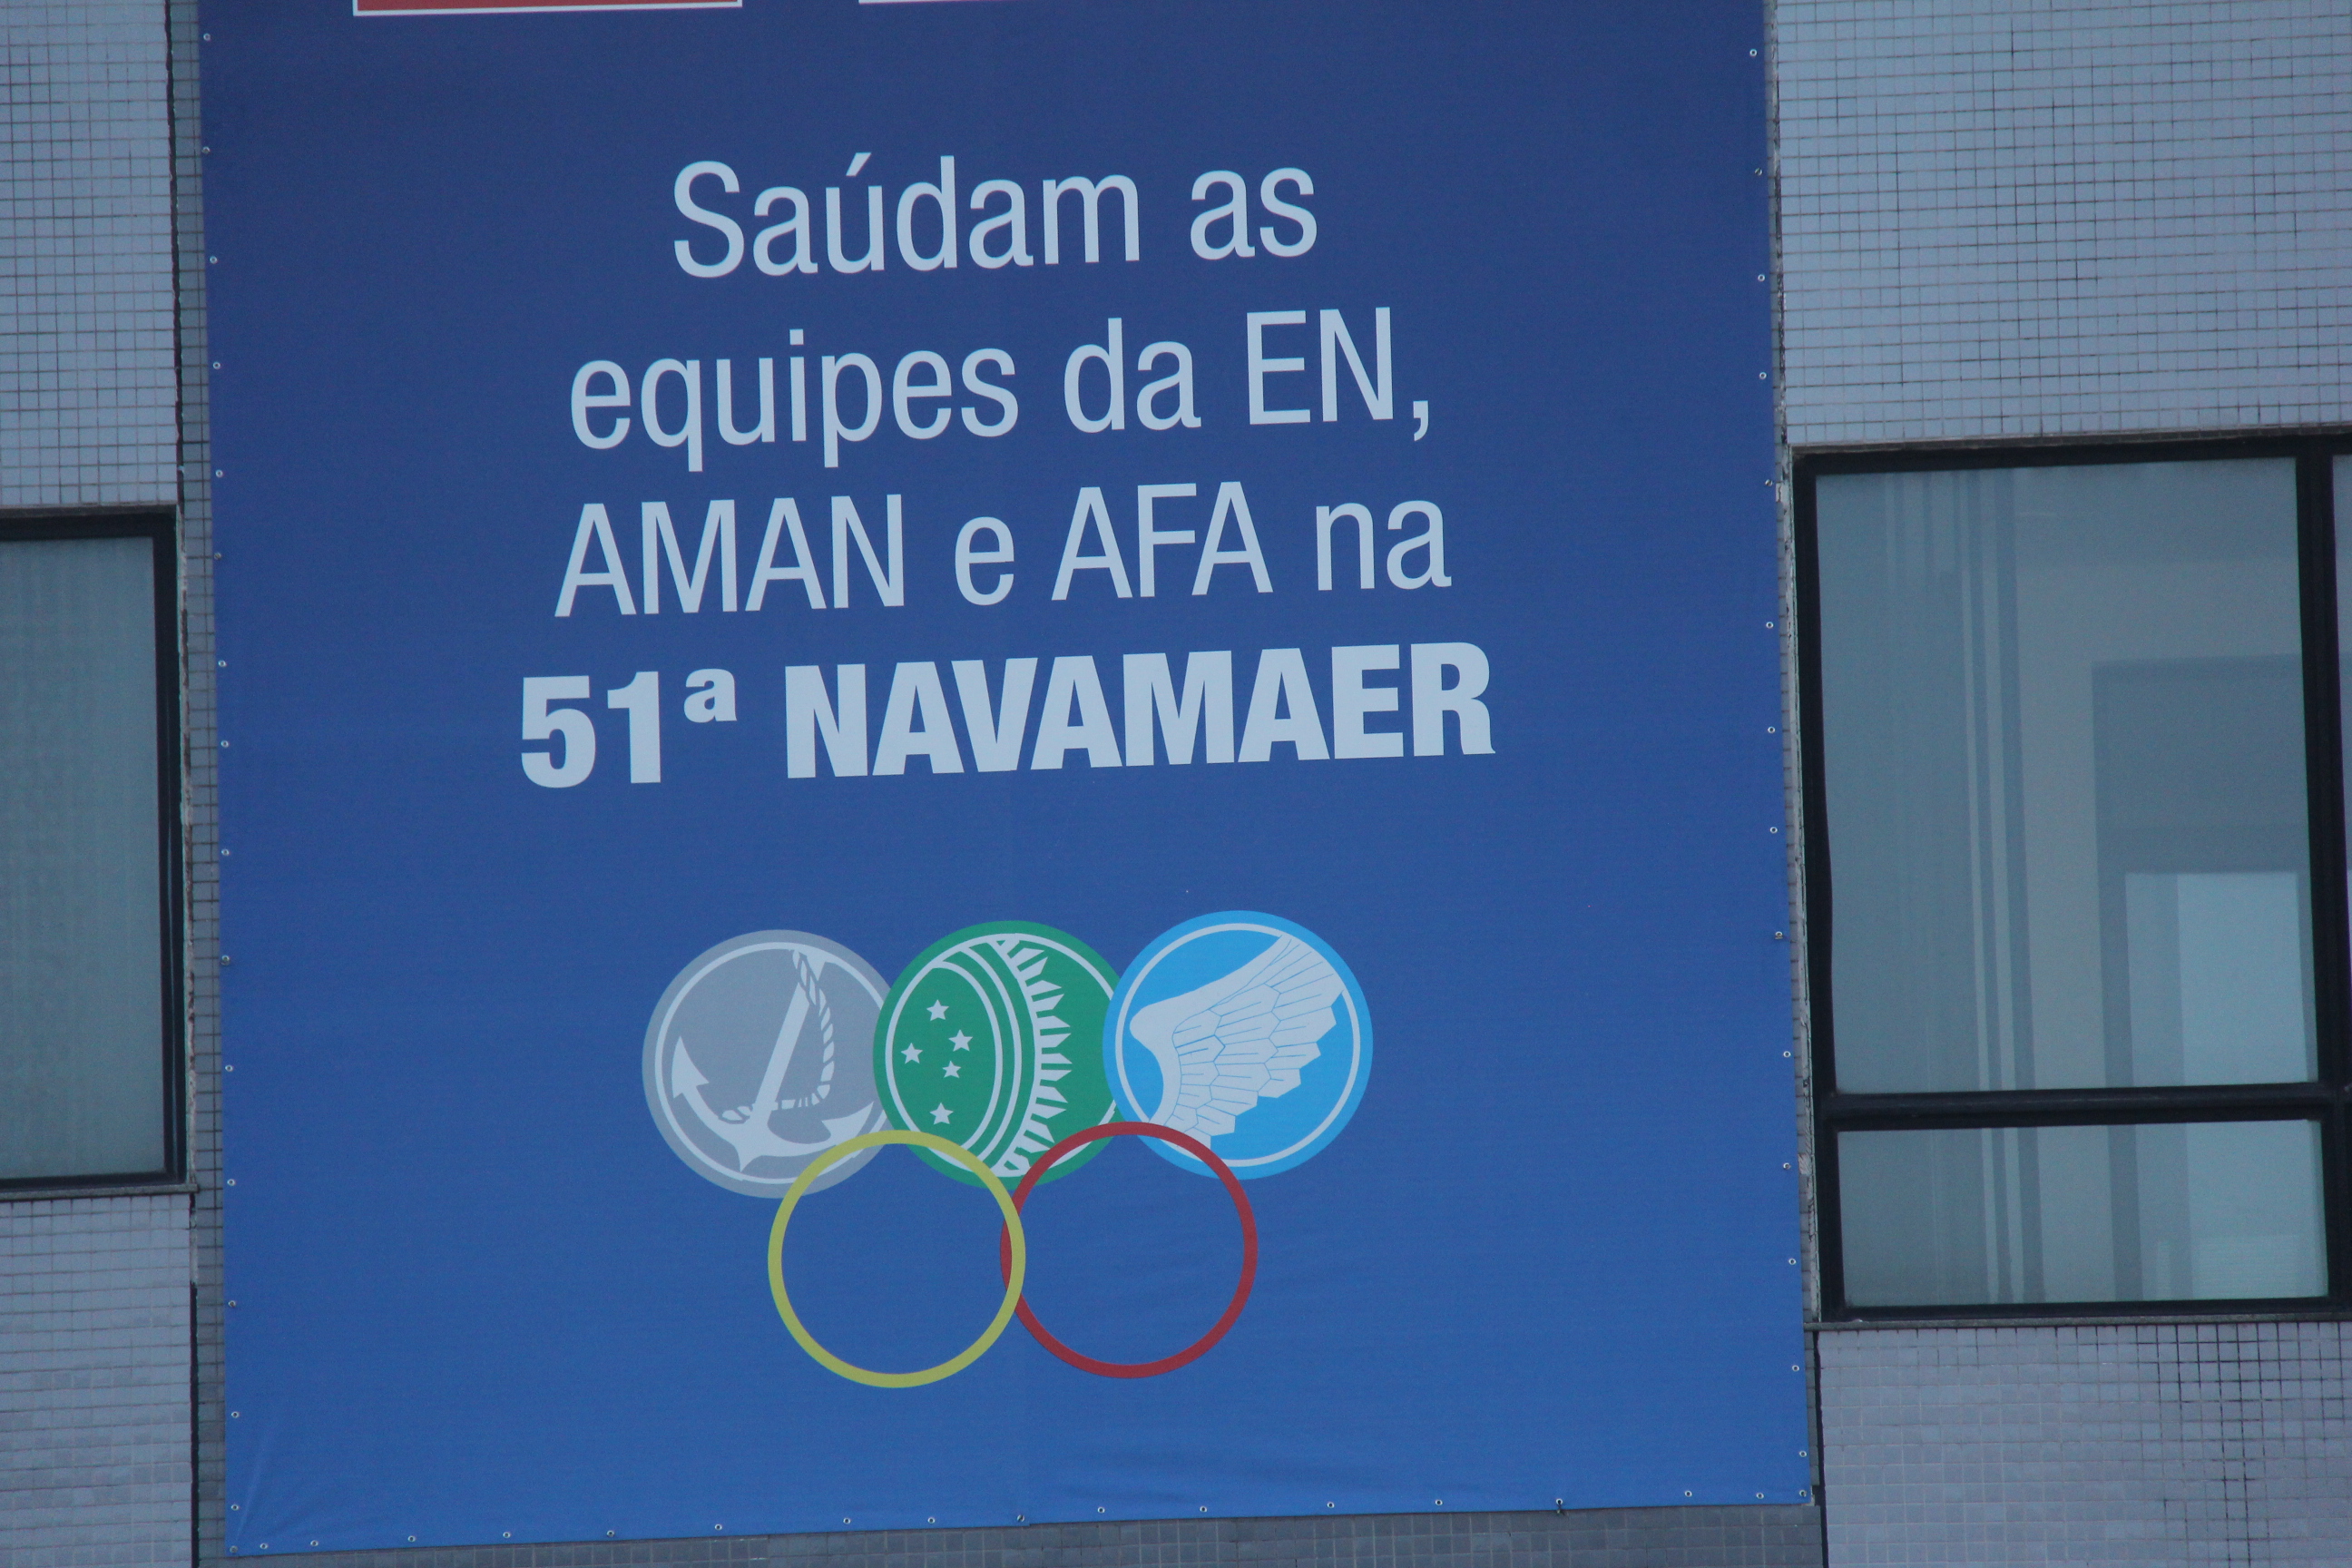 Saúdam as
equipes da EN,
AMAN e AFA na
51ª NAVAMAER